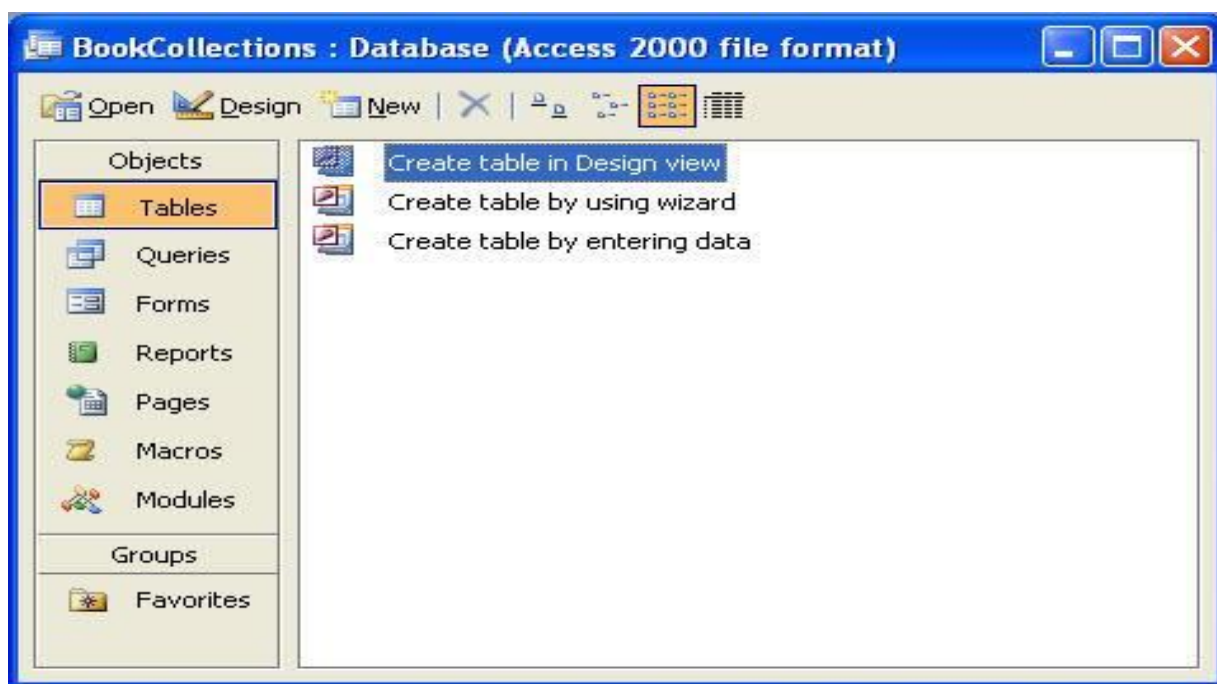 BookCollections : Database (Access 2000 file format)
Open Design New
Objects
Tables
Queries
Forms
Reports
Pages
Macros
Modules
Groups
Favorites
Create table in Design view
Create table by using wizard
Create table by entering data